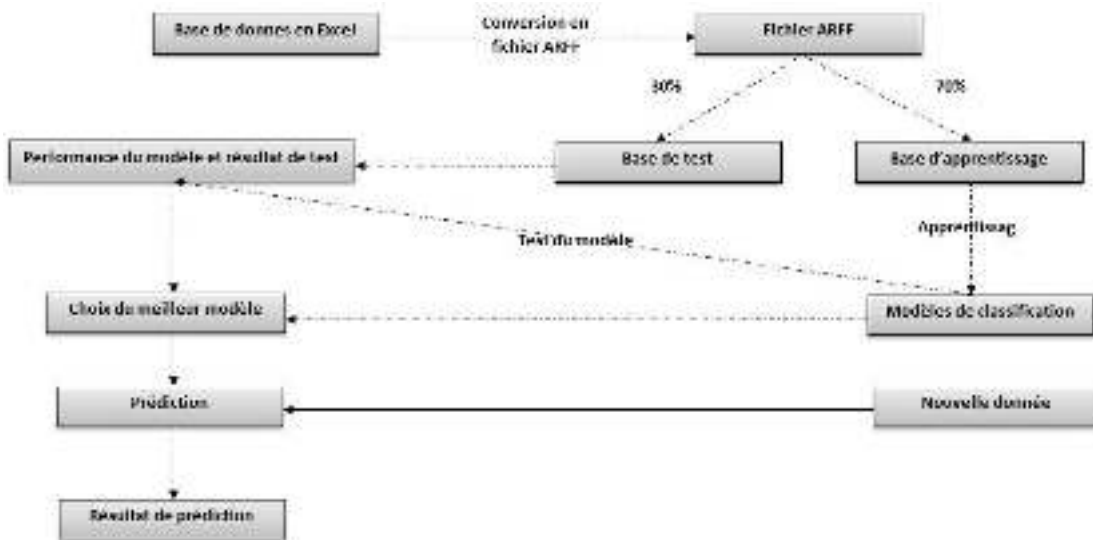 Base de donnes en Excel
Conversion en
fichier ARFF
Fichier ARFF
30%
70%
Performance du modèle et résultat de test
Base de test
Base d'apprentissage
Test du modèle
Apprentissag
Choix du meilleur modèle
Modèles de classification
Prédiction
Nouvelle donnée
Résultat de prédiction